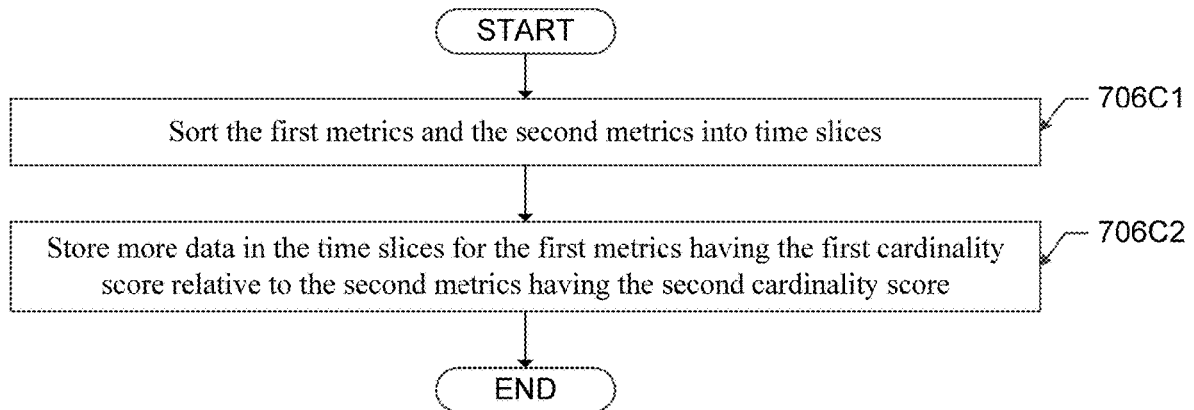 START
706C1
Sort the first metrics and the second metrics into time slices
706C2
Store more data in the time slices for the first metrics having the first cardinality
score relative to the second metrics having the second cardinality score
END